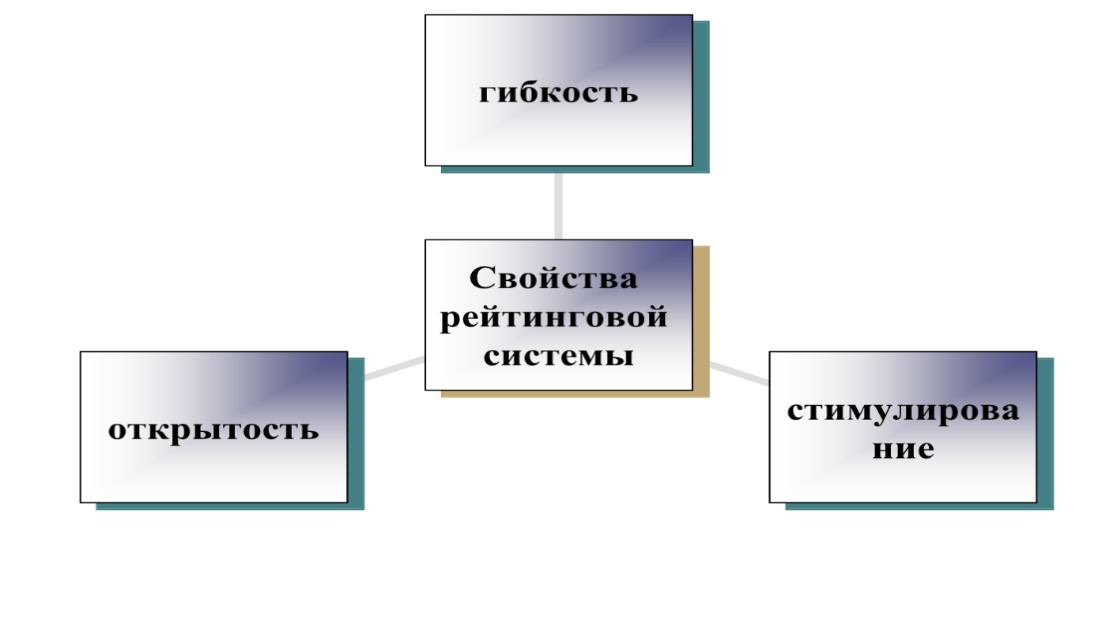 гибкость
Свойства
рейтинговой
системы
открытость
стимулирова
ние